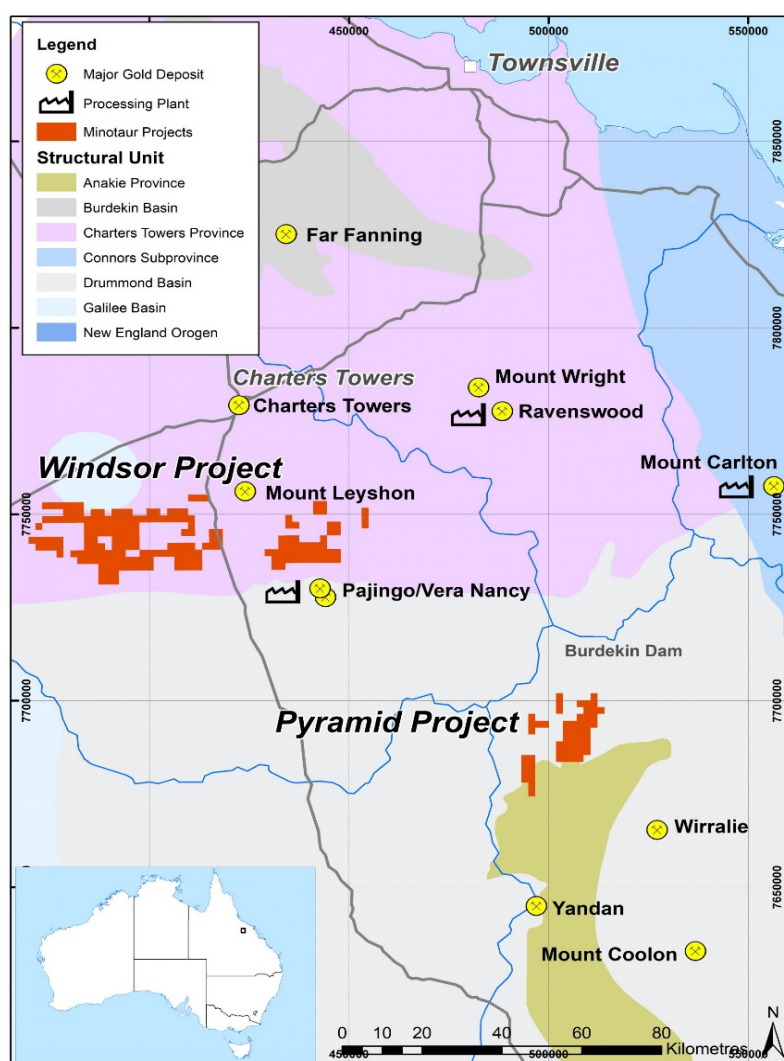 450000
500000
550000
Legend
Major Gold Deposit
Processing Plant
Minotaur Projects
Structural Unit
Anakie Province
Burdekin Basin
Charters Towers Province
Connors Subprovince
Drummond Basin
Galilee Basin
New England Orogen
Townsville
7850000
Far Fanning
7800000
Charters Towers
Charters Towers
Mount Wright
Ravenswood
Mount Carlton
Windsor Project
Mount Leyshon
7750000
Pajingo/Vera Nancy
Burdekin Dam
7700000
Pyramid Project
Wirralie
7650000
Yandan
Mount Coolon
N
0 10 20 40 60 80
Kilometres
450000
500000
550000